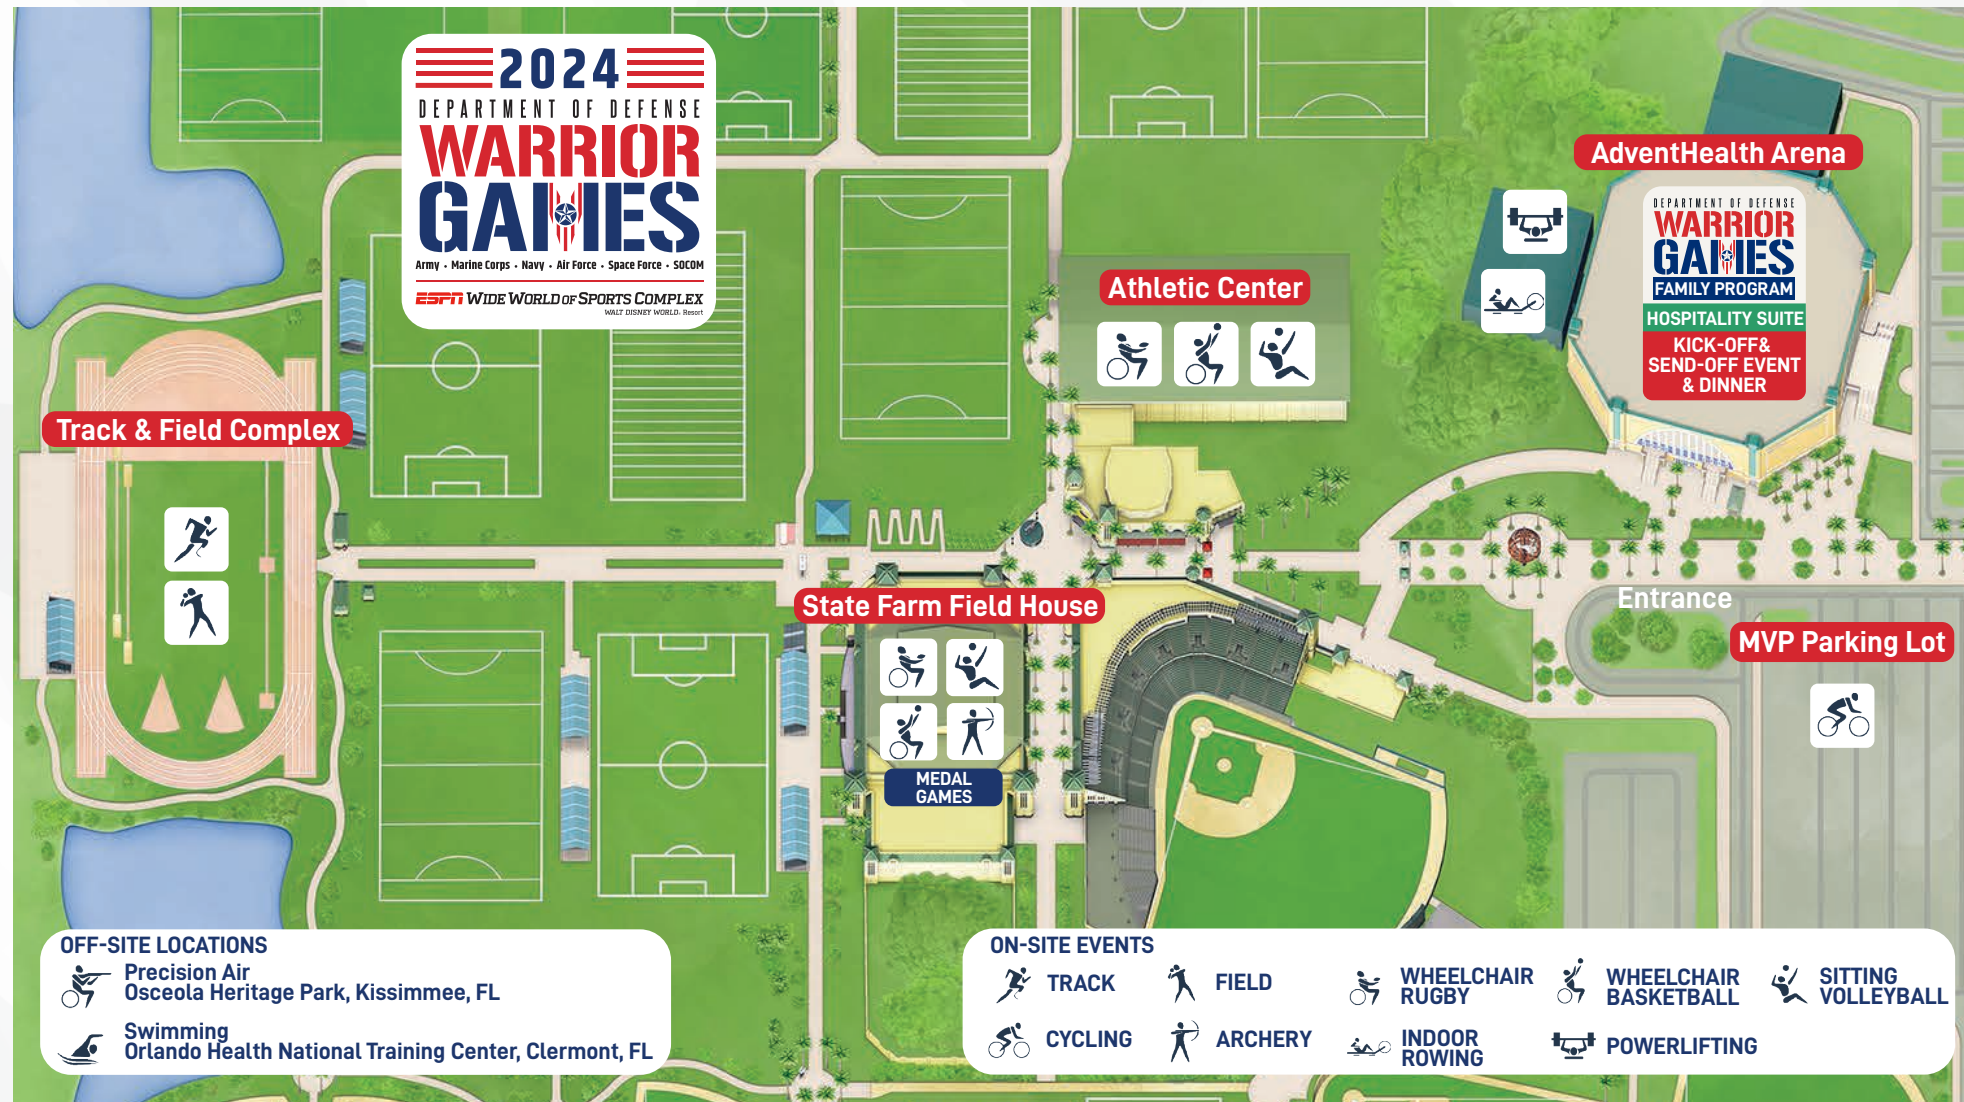 2024
DEPARTMENT OF DEFENSE
WARRIOR
GAMES
Army • Marine Corps • Navy • Air Force • Space Force • SOCOM
ESPN WIDE WORLD OF SPORTS COMPLEX
WALT DISNEY WORLD® Resort
AdventHealth Arena
DEPARTMENT OF DEFENSE
WARRIOR
GAMES
FAMILY PROGRAM
HOSPITALITY SUITE
KICK-OFF&
SEND-OFF EVENT
& DINNER
Athletic Center
Track & Field Complex
State Farm Field House
MEDAL
GAMES
Entrance
MVP Parking Lot
OFF-SITE LOCATIONS
Precision Air
Osceola Heritage Park, Kissimmee, FL
Swimming
Orlando Health National Training Center, Clermont, FL
ON-SITE EVENTS
TRACK
FIELD
WHEELCHAIR
RUGBY
WHEELCHAIR
BASKETBALL
SITTING
VOLLEYBALL
CYCLING
ARCHERY
INDOOR
ROWING
POWERLIFTING